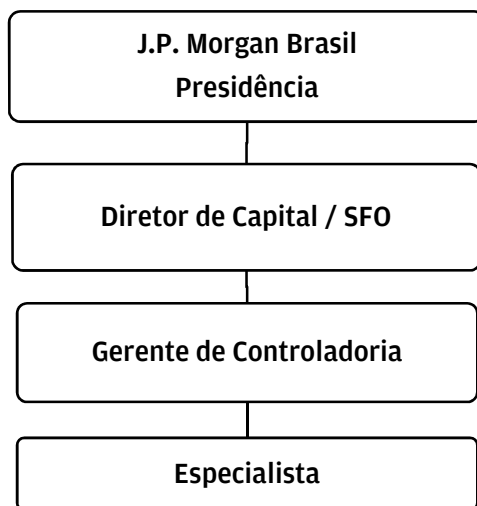 J.P. Morgan Brasil
Presidência
Diretor de Capital / SFO
Gerente de Controladoria
Especialista